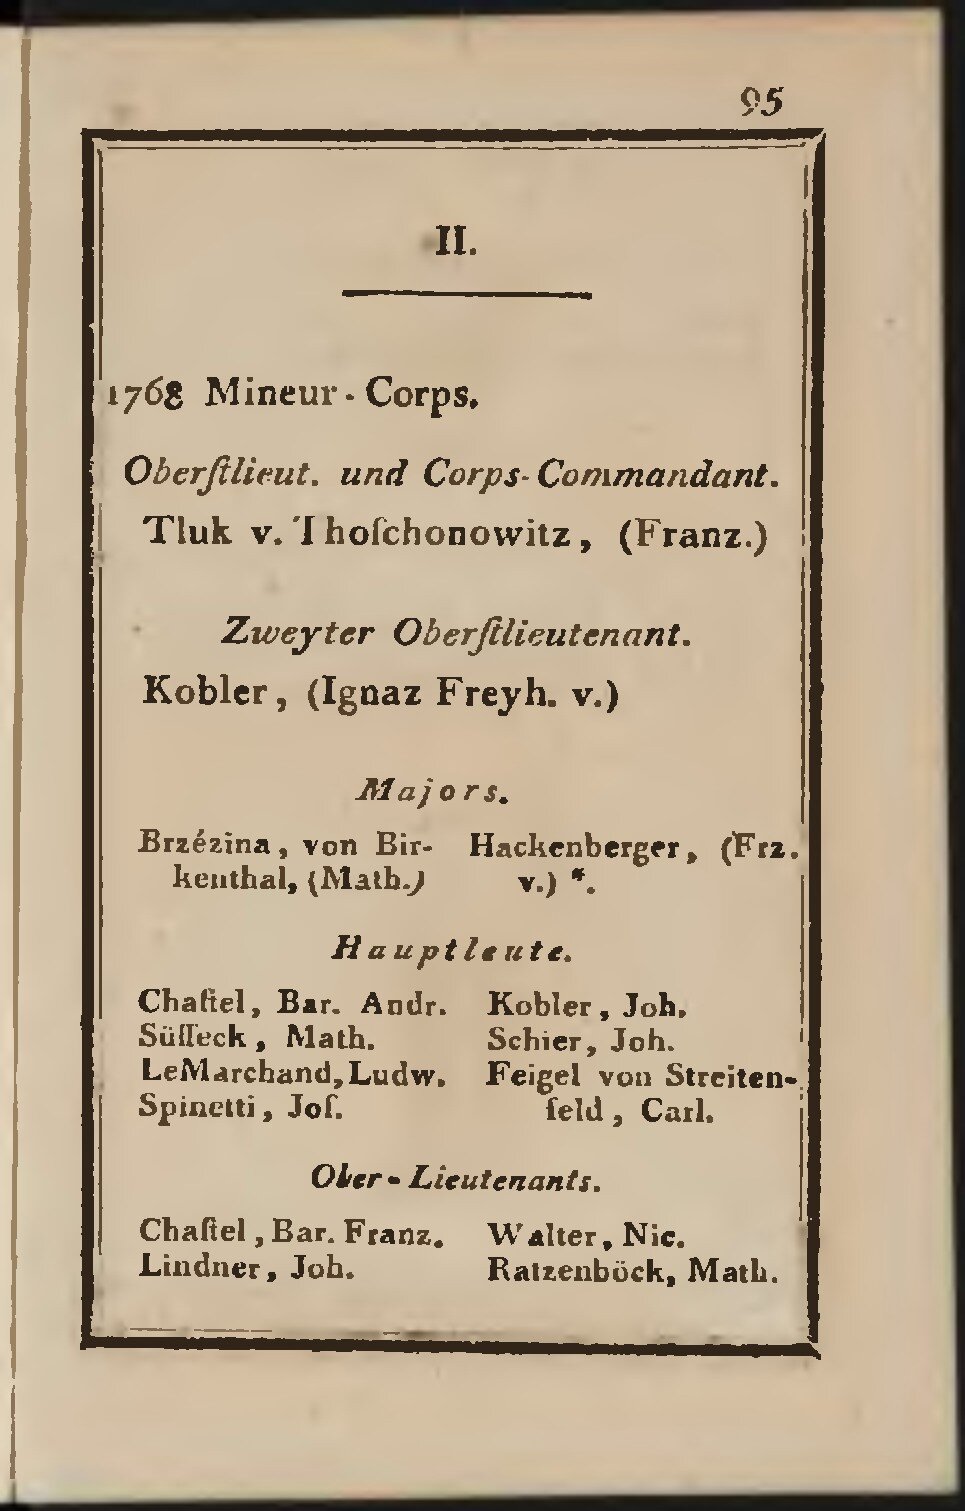 95
II.
1768 Mineur-Corps.
Oberſtlieut. und Corps-Commandant.
Tluk v. Thoſchonowitz, (Franz.)
Zweyter Oberſtlieutenant.
Kobler, (Ignaz Freyh. v.)
Majors.
Brzézina, von Bir-
kenthal, (Math.)
Hackenberger, (Frz.
v.) *.
Hauptleute.
Chaſtel, Bar. Andr.
Süſſeck, Math.
LeMarchand, Ludw.
Spinetti, Joſ.
Kobler, Joh.
Schier, Joh.
Feigel von Streiten-
feld, Carl.
Ober-Lieutenants.
Chaſtel, Bar. Franz.
Lindner, Joh.
Walter, Nic.
Ratzenböck, Math.